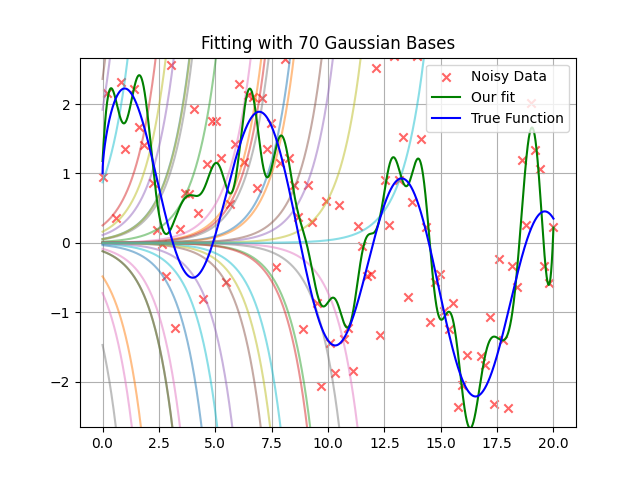 Fitting with 70 Gaussian Bases
Noisy Data
Our fit
True Function
2
1
0
−1
−2
0.0 2.5 5.0 7.5 10.0 12.5 15.0 17.5 20.0